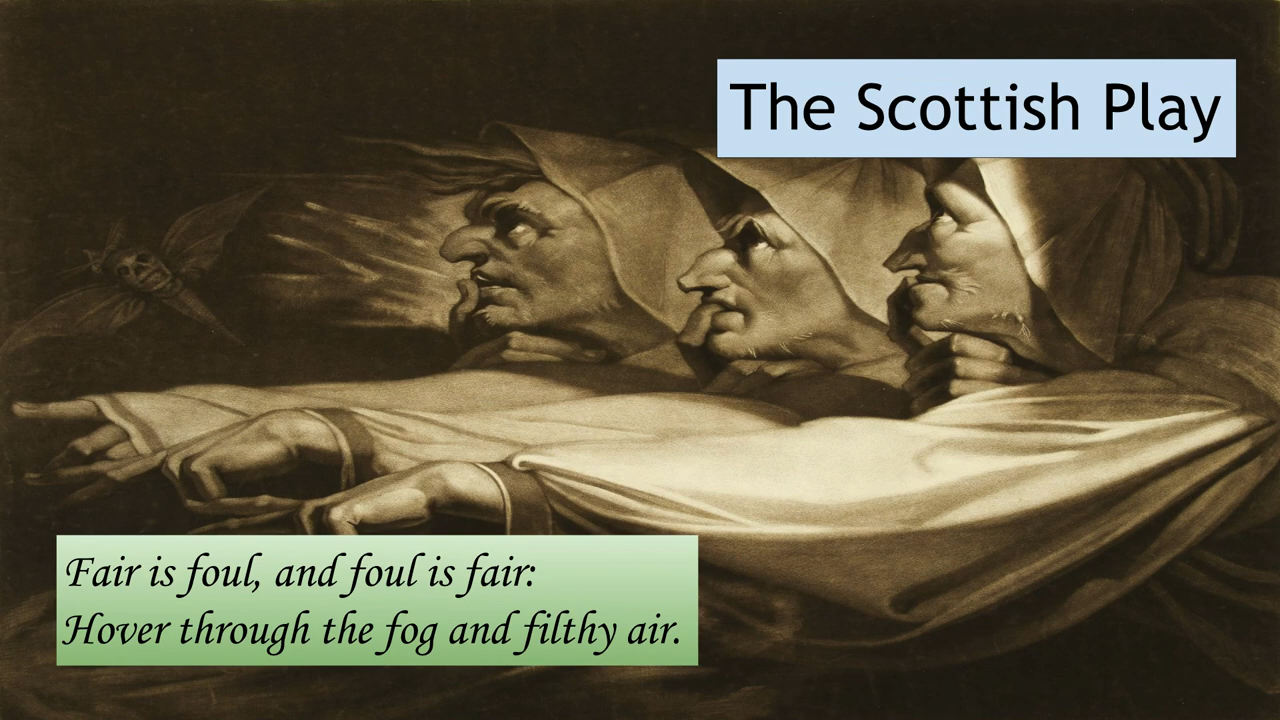 The Scottish Play
Fair is foul, and foul is fair:
Hover through the fog and filthy air.